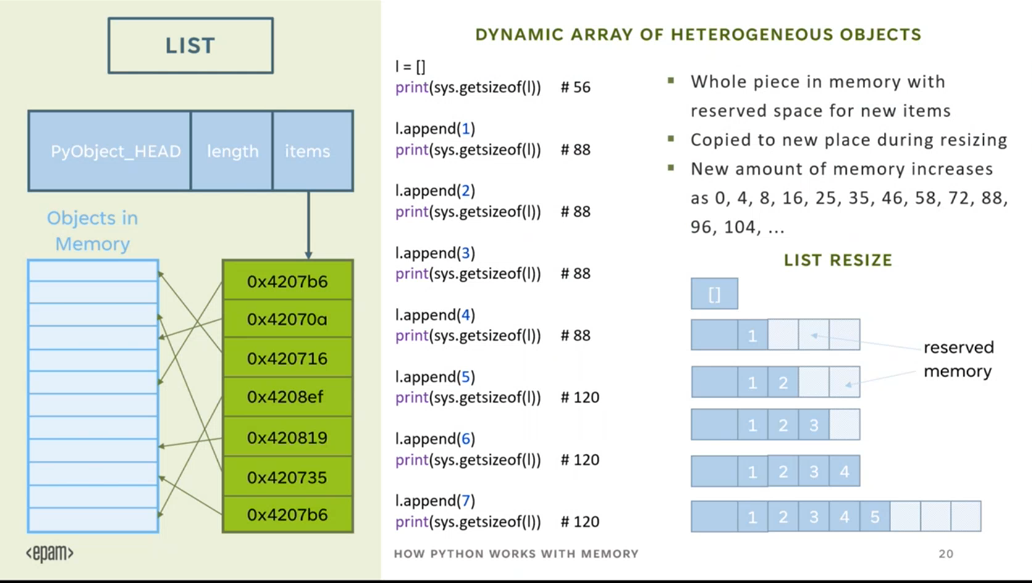 LIST
PyObject_HEAD length items
Objects in
Memory
0x4207b6
0x42070a
0x420716
0x4208ef
0x420819
0x420735
0x4207b6
<epam>
DYNAMIC ARRAY OF HETEROGENEOUS OBJECTS
l = []
print(sys.getsizeof(l)) # 56
l.append(1)
print(sys.getsizeof(l)) # 88
l.append(2)
print(sys.getsizeof(l)) # 88
l.append(3)
print(sys.getsizeof(l)) # 88
l.append(4)
print(sys.getsizeof(l)) # 88
l.append(5)
print(sys.getsizeof(l)) # 120
l.append(6)
print(sys.getsizeof(l)) # 120
l.append(7)
print(sys.getsizeof(l)) # 120
▪ Whole piece in memory with
reserved space for new items
▪ Copied to new place during resizing
▪ New amount of memory increases
as 0, 4, 8, 16, 25, 35, 46, 58, 72, 88,
96, 104, ...
LIST RESIZE
[]
1
1 2
1 2 3
1 2 3 4
1 2 3 4 5
reserved
memory
HOW PYTHON WORKS WITH MEMORY 20